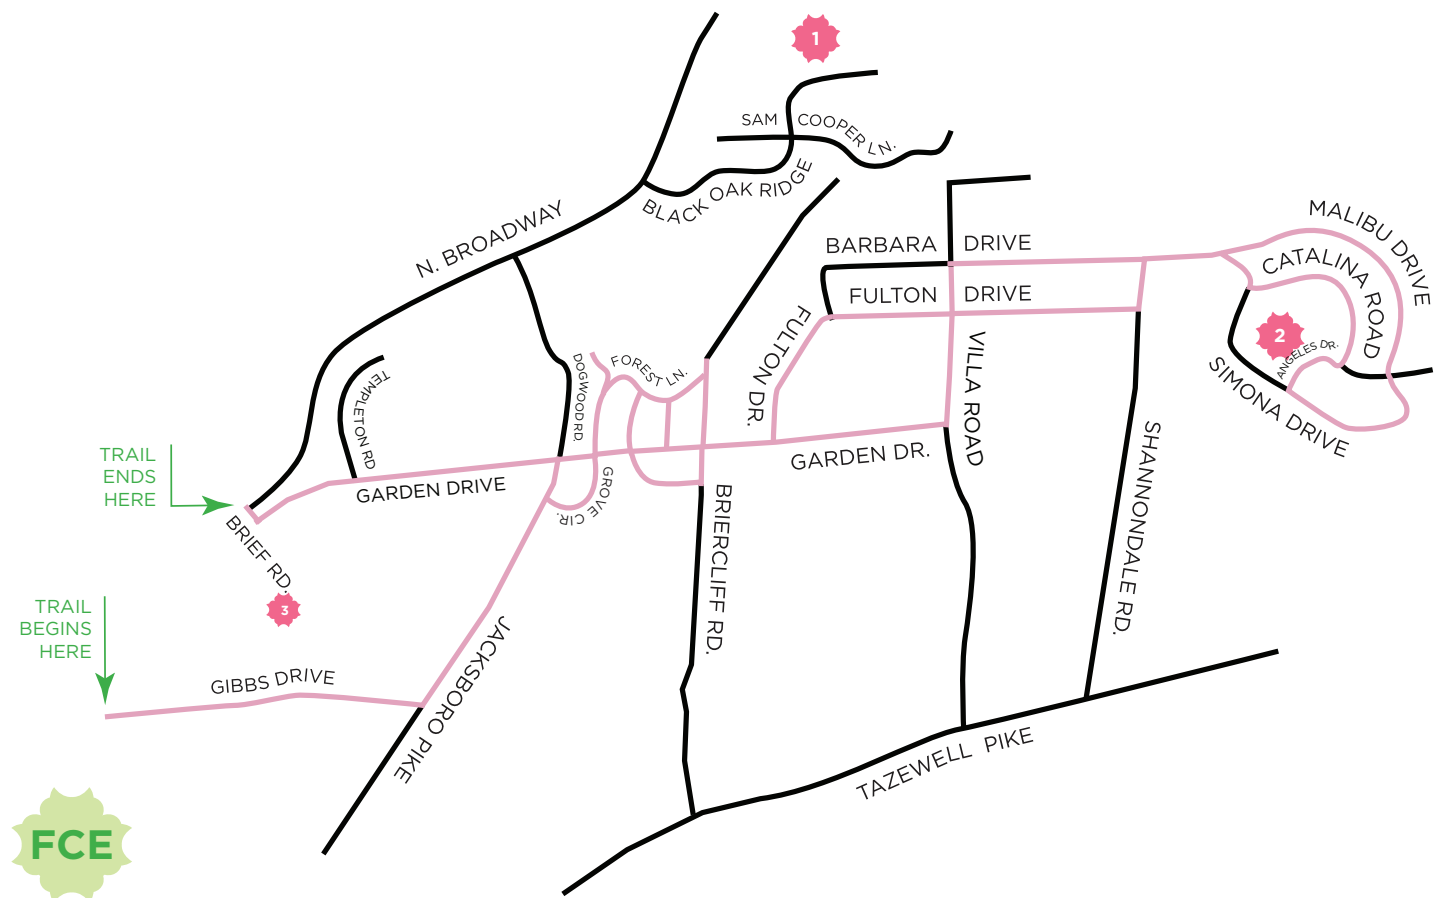 1
SAM COOPER LN.
BLACK OAK RIDGE
N. BROADWAY
MALIBU DRIVE
BARBARA DRIVE
CATALINA ROAD
FULTON DRIVE
2
ANGELES DR.
SIMONA DRIVE
FULTON DR.
VILLA ROAD
DOGWOOD RD.
FOREST LN.
TEMPLETON RD
TRAIL
ENDS
HERE
GARDEN DRIVE
GARDEN DR.
GROVE CIR.
BRIEF RD.
BRIERCLIFF RD.
SHANNONDALE RD.
3
TRAIL
BEGINS
HERE
GIBBS DRIVE
JACKSBORO PIKE
TAZEWELL PIKE
FCE